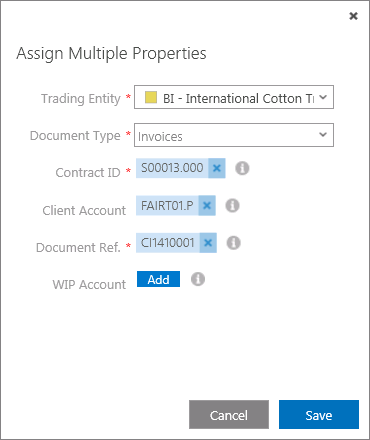 Assign Multiple Properties
Trading Entity * BI - International Cotton
Document Type * Invoices
Contract ID * S00013.000
Client Account FAIRT01.P
Document Ref. * CI1410001
WIP Account Add
Cancel Save